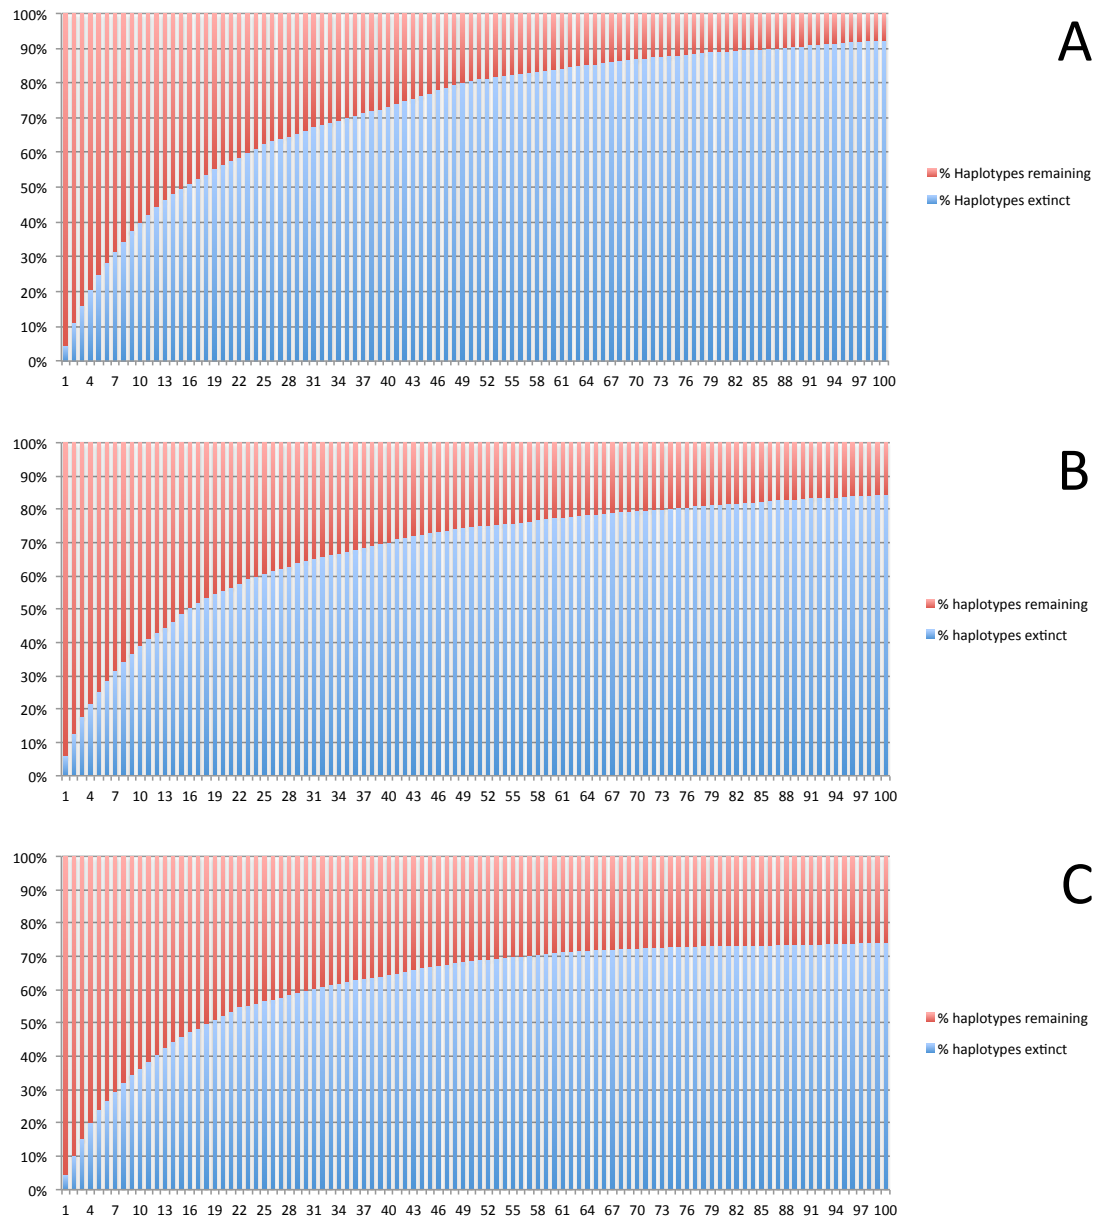 A
100%
90%
80%
70%
60%
50%
40%
30%
20%
10%
0%
% Haplotypes remaining
% Haplotypes extinct
1 4 7 10 13 16 19 22 25 28 31 34 37 40 43 46 49 52 55 58 61 64 67 70 73 76 79 82 85 88 91 94 97 100
B
100%
90%
80%
70%
60%
50%
40%
30%
20%
10%
0%
% haplotypes remaining
% haplotypes extinct
1 4 7 10 13 16 19 22 25 28 31 34 37 40 43 46 49 52 55 58 61 64 67 70 73 76 79 82 85 88 91 94 97 100
C
100%
90%
80%
70%
60%
50%
40%
30%
20%
10%
0%
% haplotypes remaining
% haplotypes extinct
1 4 7 10 13 16 19 22 25 28 31 34 37 40 43 46 49 52 55 58 61 64 67 70 73 76 79 82 85 88 91 94 97 100